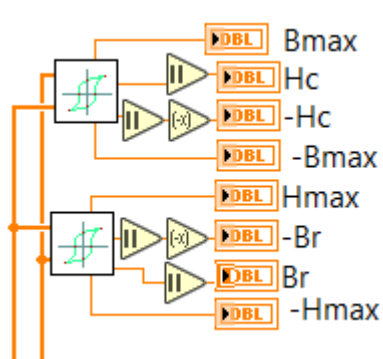 DBL Bmax
DBL Hc
(-x) DBL -Hc
DBL -Bmax
DBL Hmax
(-x) DBL -Br
DBL Br
DBL -Hmax